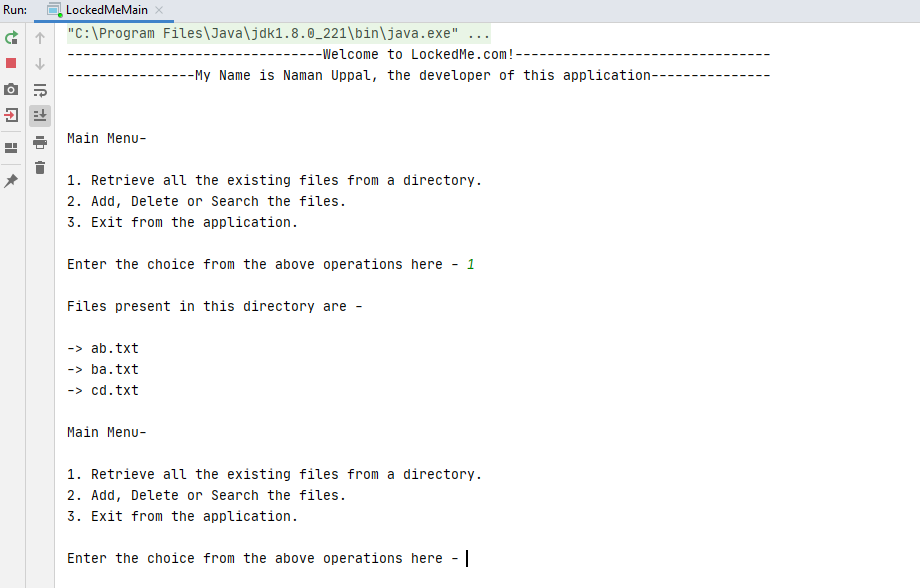 Run: LockedMeMain
"C:\Program Files\Java\jdk1.8.0_221\bin\java.exe" ...
--------------------------------Welcome to LockedMe.com!--------------------------------
----------------My Name is Naman Uppal, the developer of this application---------------
Main Menu-
1. Retrieve all the existing files from a directory.
2. Add, Delete or Search the files.
3. Exit from the application.
Enter the choice from the above operations here - 1
Files present in this directory are -
-> ab.txt
-> ba.txt
-> cd.txt
Main Menu-
1. Retrieve all the existing files from a directory.
2. Add, Delete or Search the files.
3. Exit from the application.
Enter the choice from the above operations here -